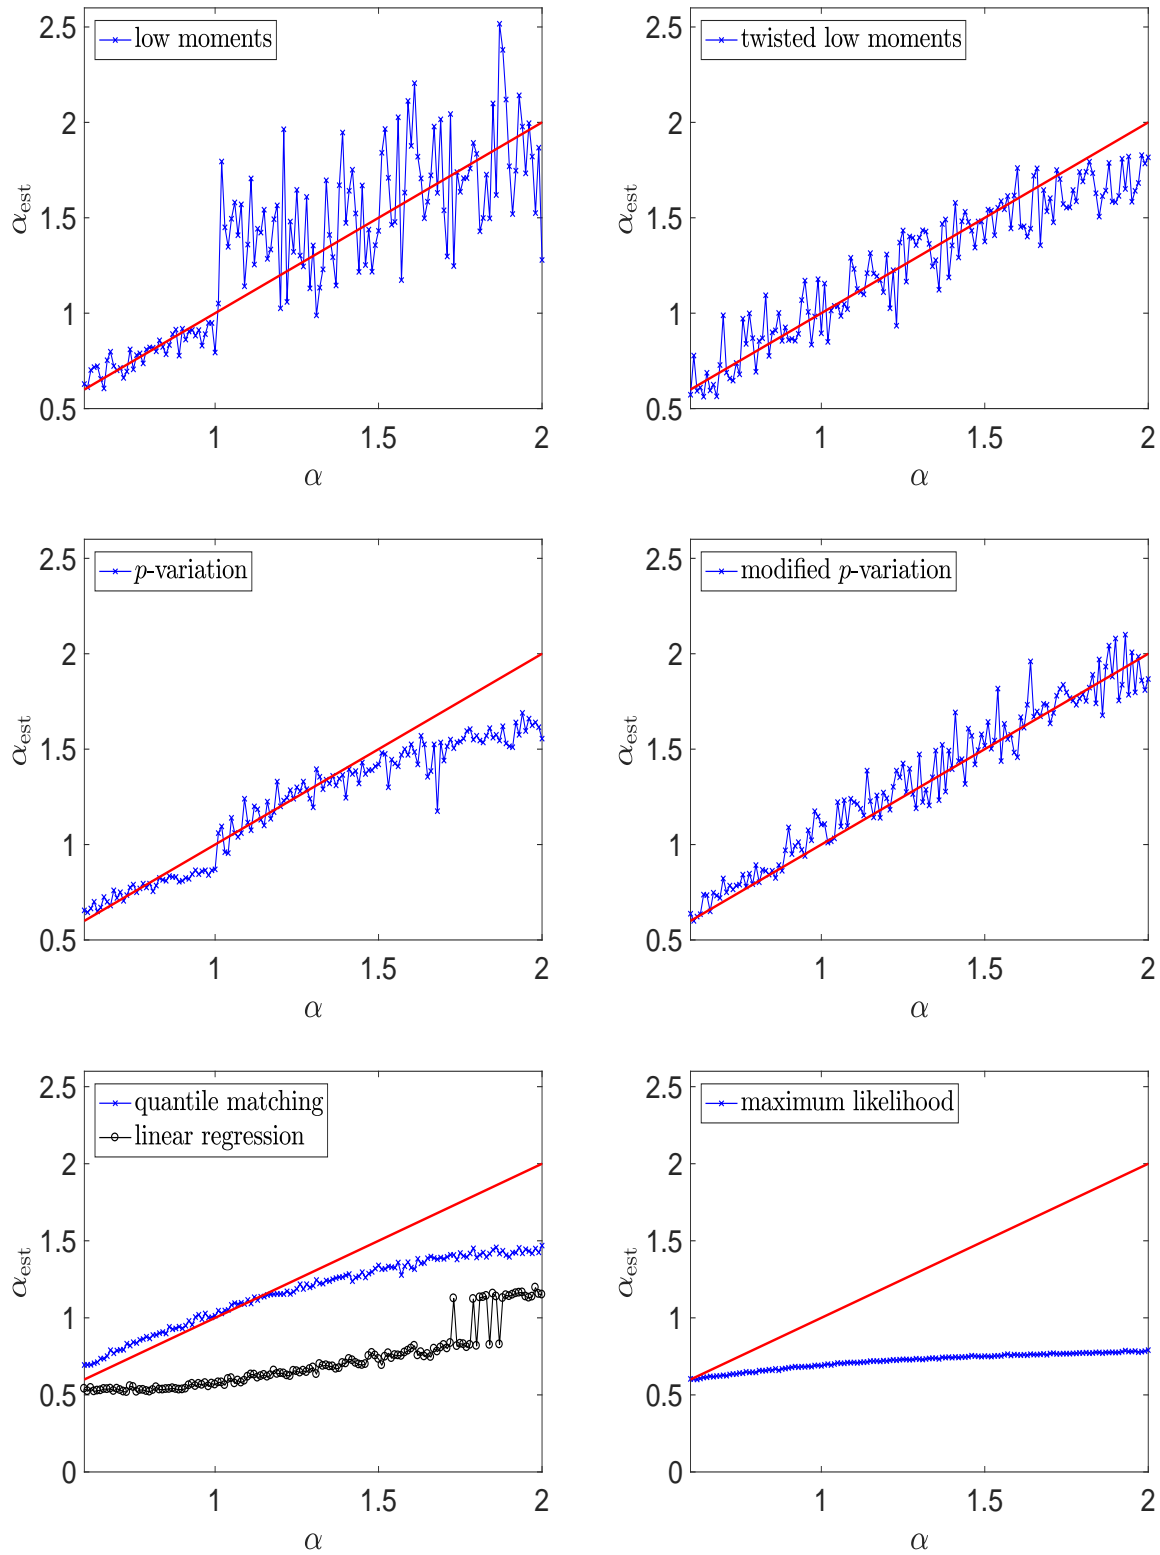 low moments
2.5
2
1.5
1
0.5
1
1.5
2
α
α_est
twisted low moments
2.5
2
1.5
1
0.5
1
1.5
2
α
α_est
p-variation
2.5
2
1.5
1
0.5
1
1.5
2
α
α_est
modified p-variation
2.5
2
1.5
1
0.5
1
1.5
2
α
α_est
quantile matching
linear regression
2.5
2
1.5
1
0.5
0
1
1.5
2
α
α_est
maximum likelihood
2.5
2
1.5
1
0.5
0
1
1.5
2
α
α_est